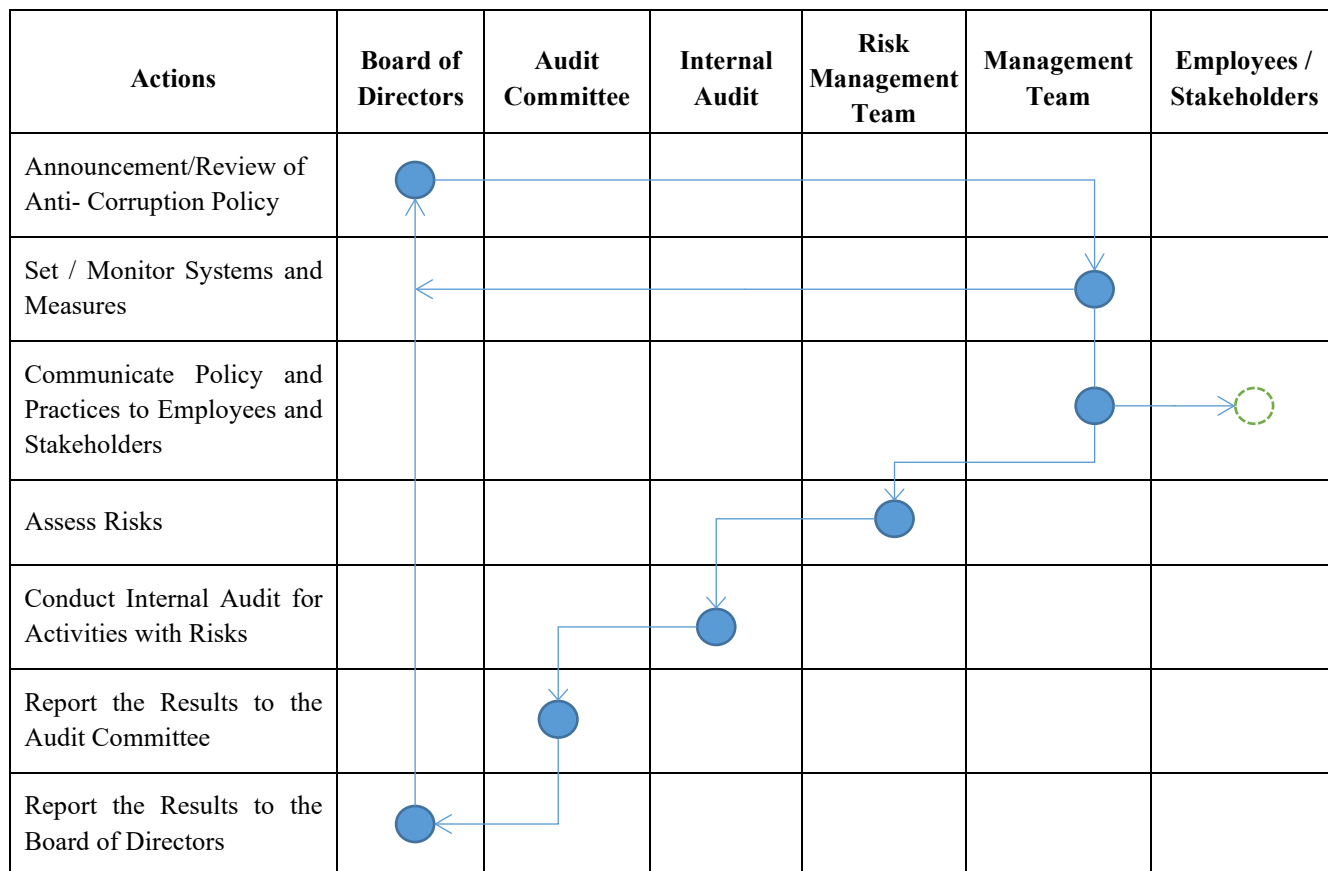 Actions
Board of
Directors
Audit
Committee
Internal
Audit
Risk
Management
Team
Management
Team
Employees /
Stakeholders
Announcement/Review of
Anti- Corruption Policy
Set / Monitor Systems and
Measures
Communicate Policy and
Practices to Employees and
Stakeholders
Assess Risks
Conduct Internal Audit for
Activities with Risks
Report the Results to the
Audit Committee
Report the Results to the
Board of Directors